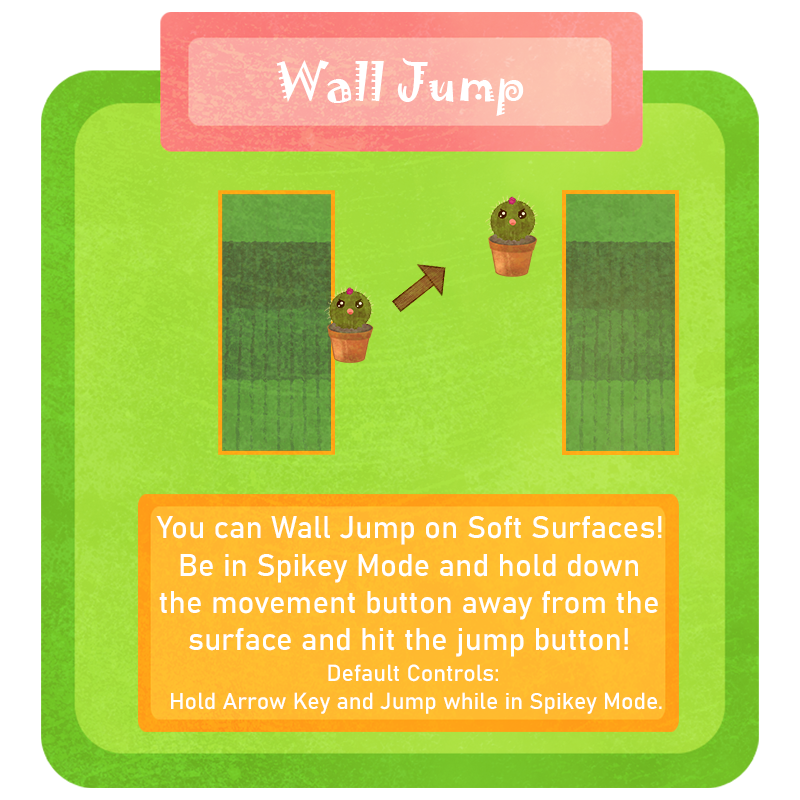 Wall Jump
You can Wall Jump on Soft Surfaces!
Be in Spikey Mode and hold down
the movement button away from the
surface and hit the jump button!
Default Controls:
Hold Arrow Key and Jump while in Spikey Mode.